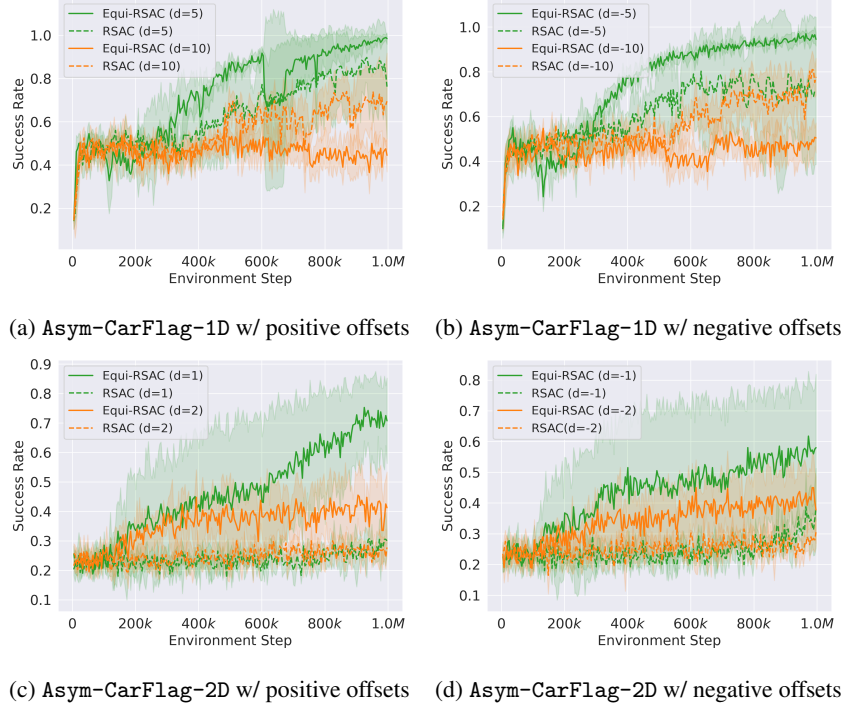 Equi-RSAC (d=5)
RSAC (d=5)
Equi-RSAC (d=10)
RSAC (d=10)
1.0
0.8
0.6
0.4
0.2
Success Rate
0
200k
400k
600k
800k
1.0M
Environment Step
(a) Asym-CarFlag-1D w/ positive offsets
Equi-RSAC (d=-5)
RSAC (d=-5)
Equi-RSAC (d=-10)
RSAC (d=-10)
1.0
0.8
0.6
0.4
0.2
Success Rate
0
200k
400k
600k
800k
1.0M
Environment Step
(b) Asym-CarFlag-1D w/ negative offsets
Equi-RSAC (d=1)
RSAC (d=1)
Equi-RSAC (d=2)
RSAC (d=2)
0.9
0.8
0.7
0.6
0.5
0.4
0.3
0.2
0.1
Success Rate
0
200k
400k
600k
800k
1.0M
Environment Step
(c) Asym-CarFlag-2D w/ positive offsets
Equi-RSAC (d=-1)
RSAC (d=-1)
Equi-RSAC (d=-2)
RSAC(d=-2)
0.8
0.7
0.6
0.5
0.4
0.3
0.2
0.1
Success Rate
0
200k
400k
600k
800k
1.0M
Environment Step
(d) Asym-CarFlag-2D w/ negative offsets